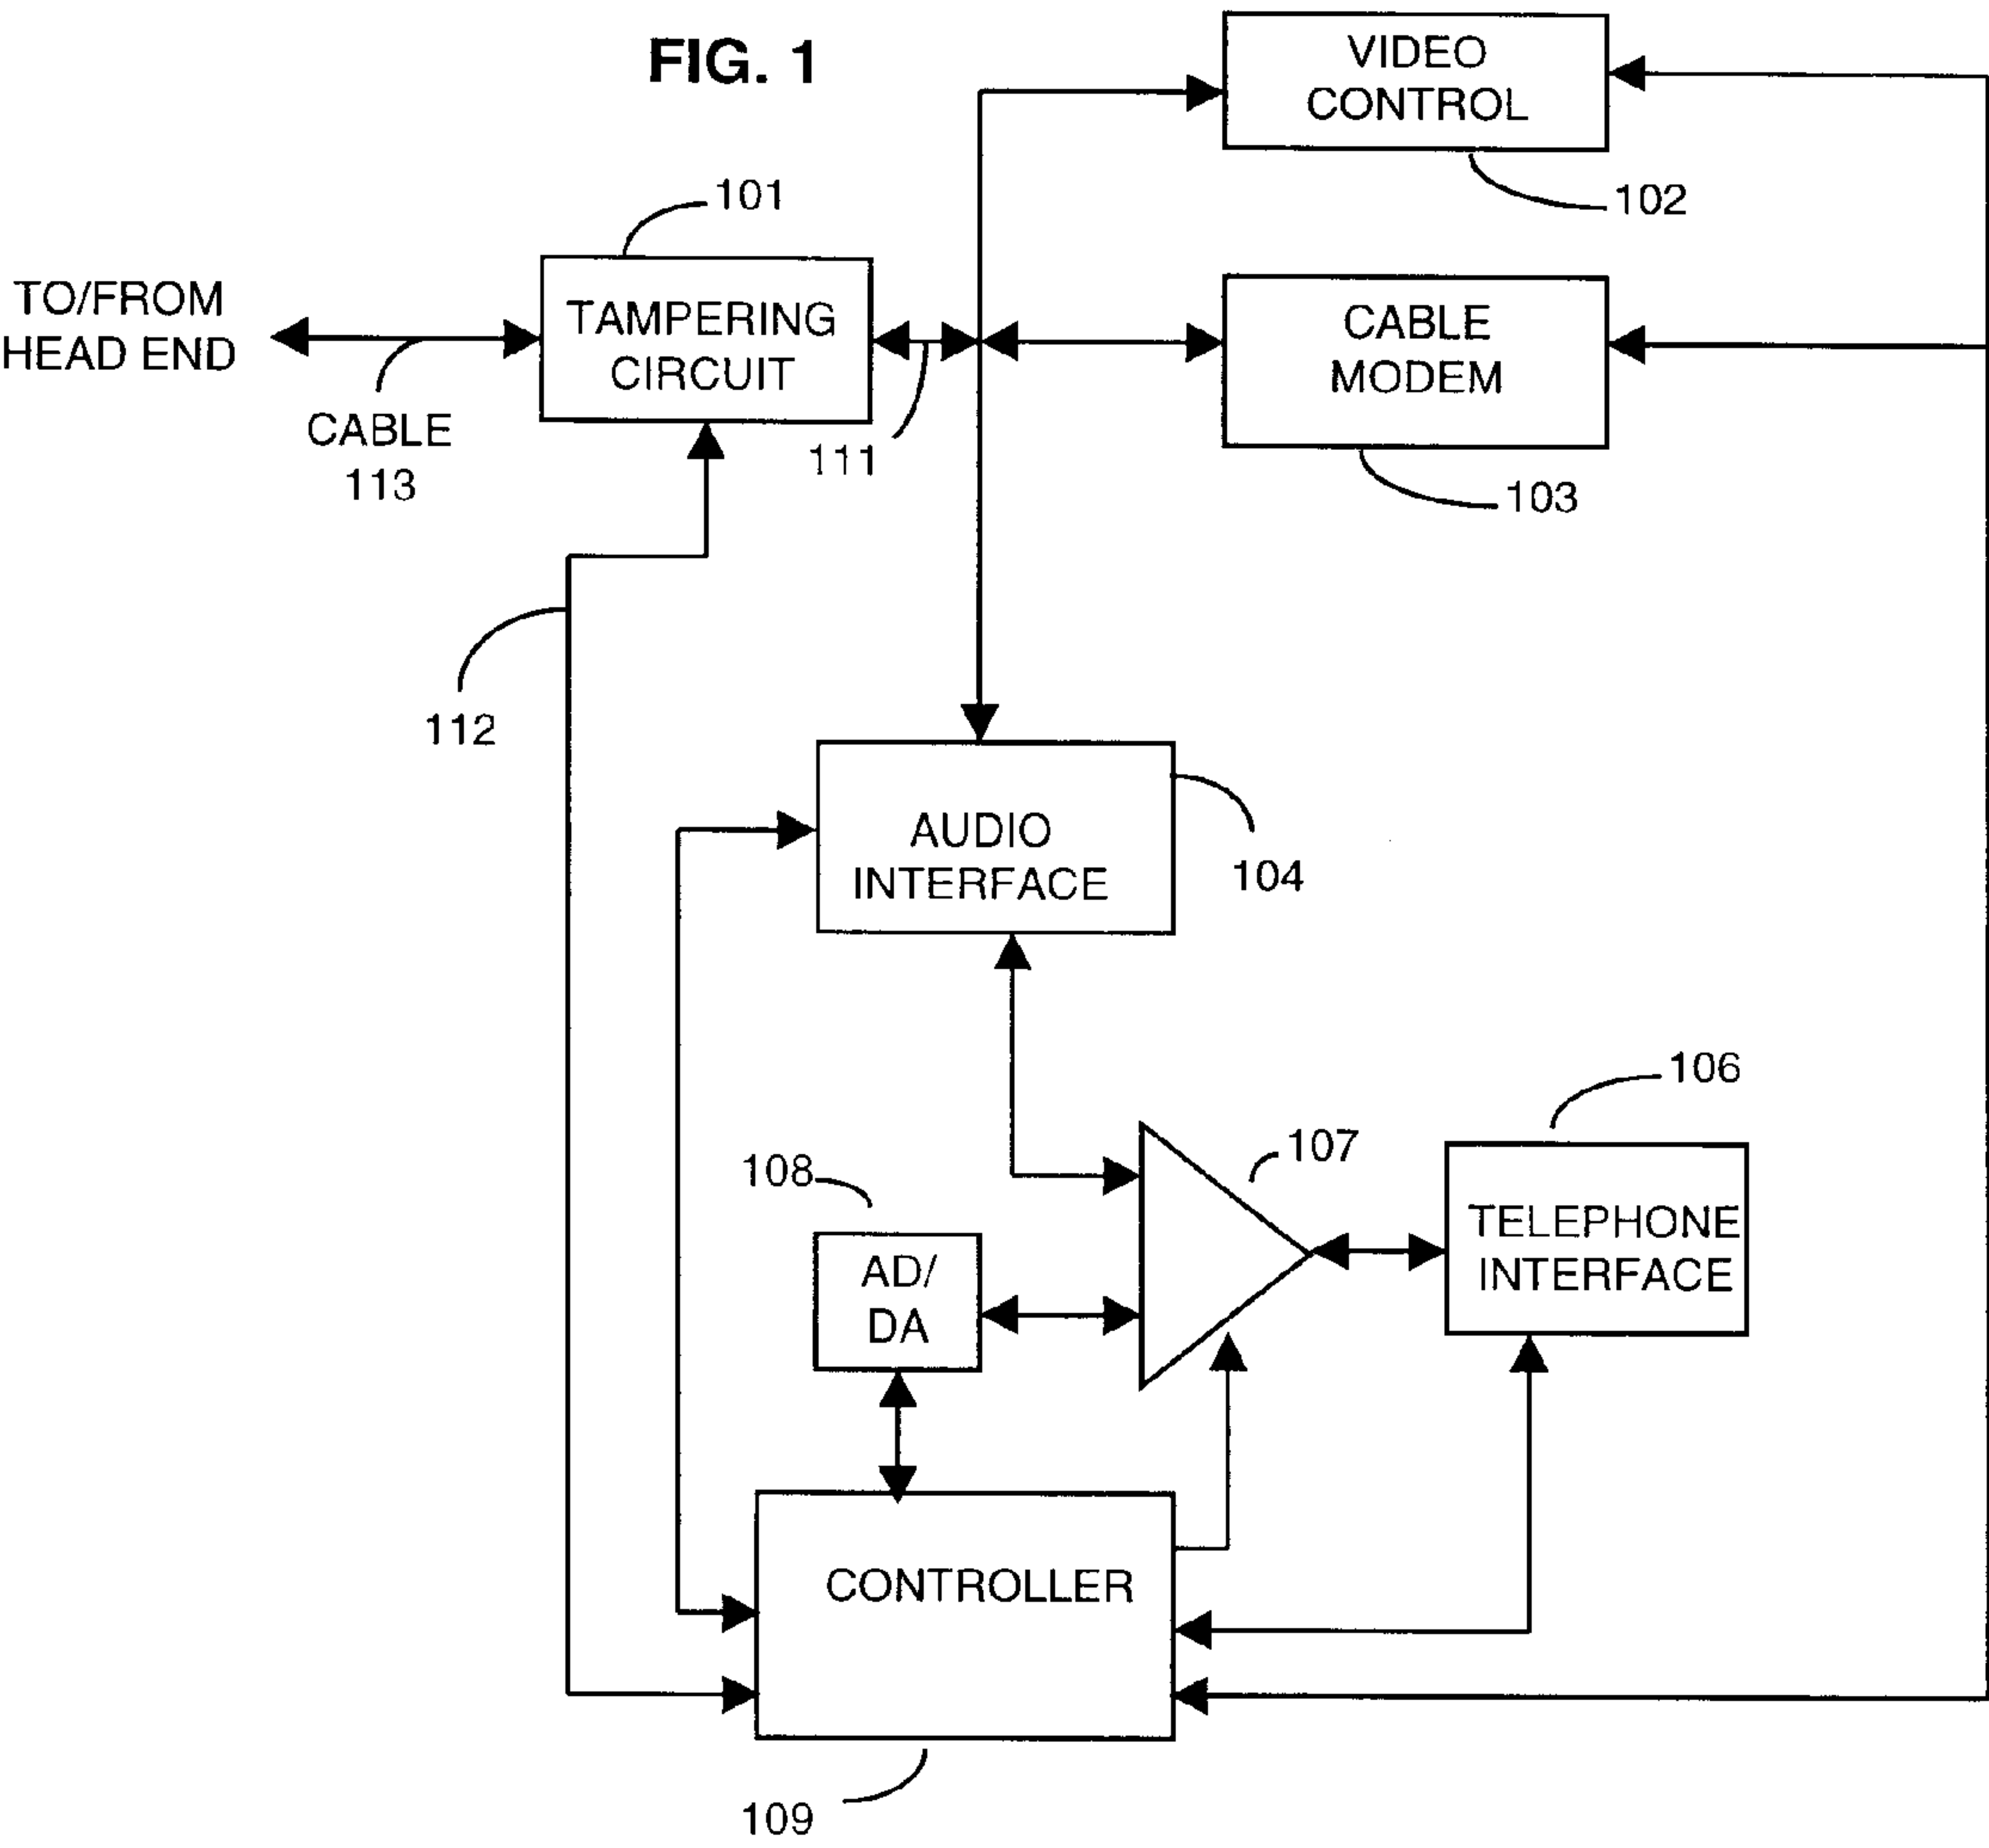 FIG. 1
VIDEO
CONTROL
102
101
TO/FROM
HEAD END
TAMPERING
CIRCUIT
CABLE
MODEM
CABLE
113
111
103
112
AUDIO
INTERFACE
104
106
107
108
TELEPHONE
INTERFACE
AD/
DA
CONTROLLER
109